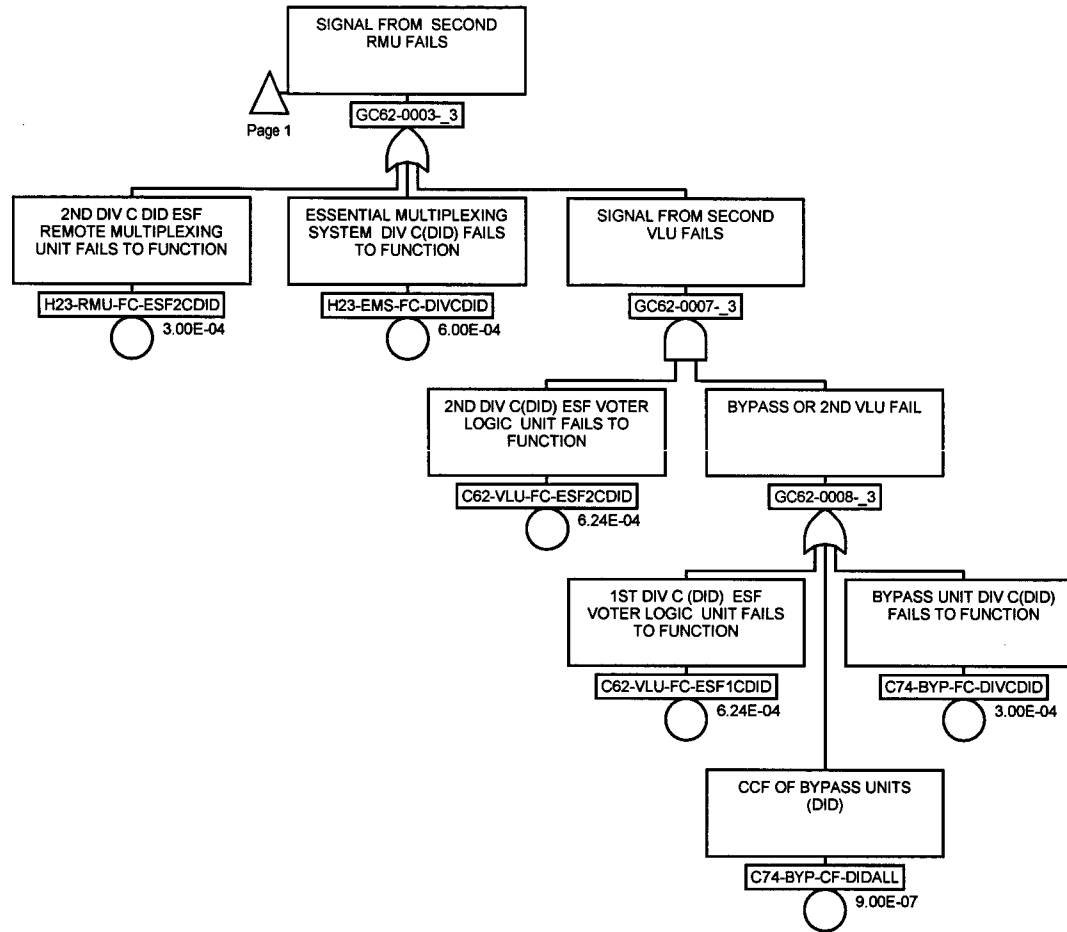 SIGNAL FROM SECOND
RMU FAILS
Page 1
GC62-0003-_3
2ND DIV C DID ESF
REMOTE MULTIPLEXING
UNIT FAILS TO FUNCTION
ESSENTIAL MULTIPLEXING
SYSTEM DIV C(DID) FAILS
TO FUNCTION
SIGNAL FROM SECOND
VLU FAILS
H23-RMU-FC-ESF2CDID
3.00E-04
H23-EMS-FC-DIVCDID
6.00E-04
GC62-0007-_3
2ND DIV C(DID) ESF VOTER
LOGIC UNIT FAILS TO
FUNCTION
BYPASS OR 2ND VLU FAIL
C62-VLU-FC-ESF2CDID
6.24E-04
GC62-0008-_3
1ST DIV C (DID) ESF
VOTER LOGIC UNIT FAILS
TO FUNCTION
BYPASS UNIT DIV C(DID)
FAILS TO FUNCTION
C62-VLU-FC-ESF1CDID
6.24E-04
C74-BYP-FC-DIVCDID
3.00E-04
CCF OF BYPASS UNITS
(DID)
C74-BYP-CF-DIDALL
9.00E-07